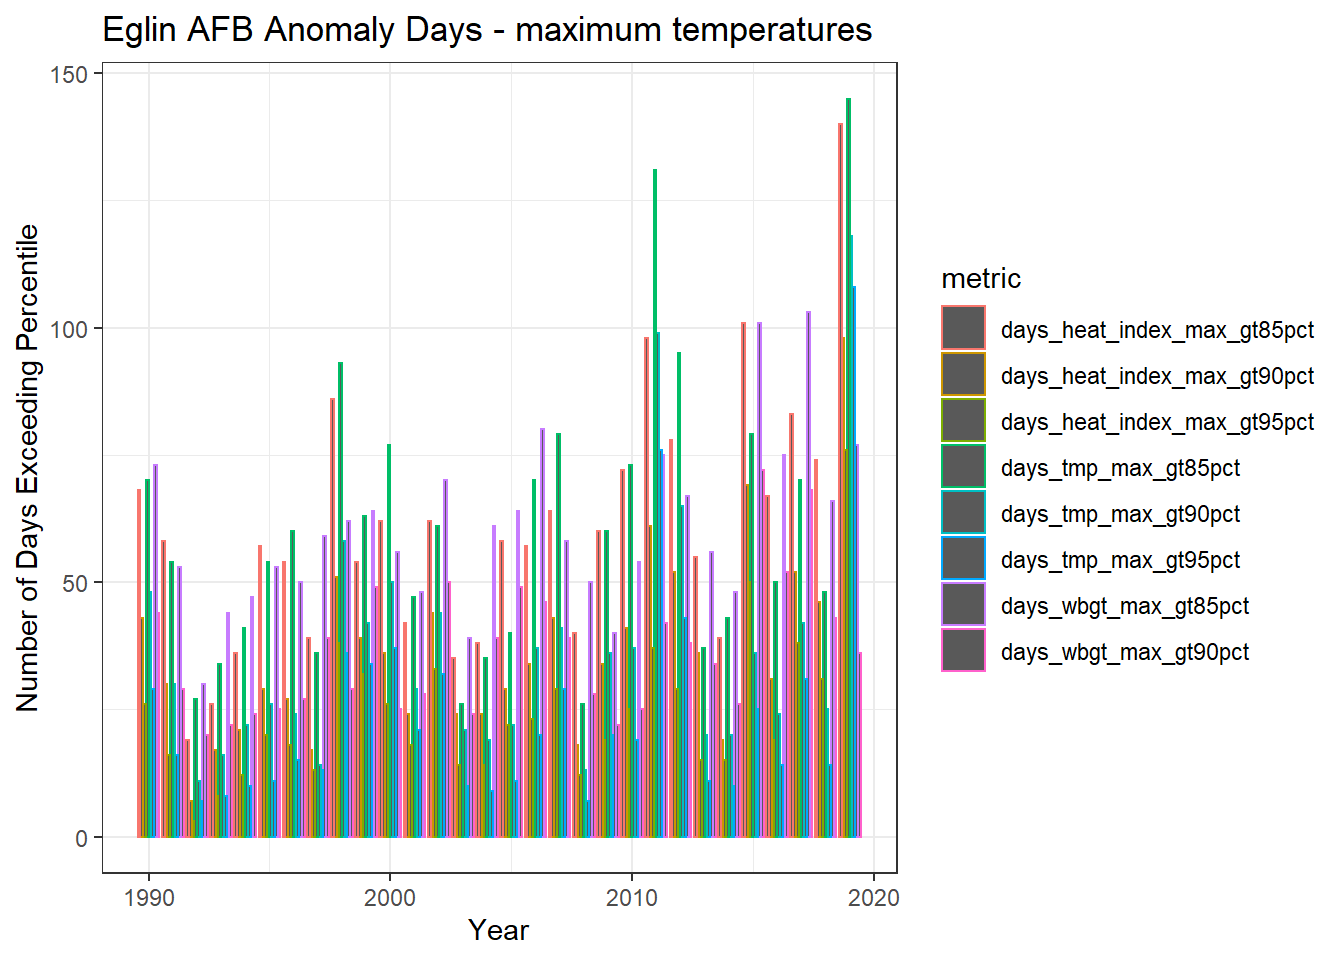 Eglin AFB Anomaly Days - maximum temperatures
Number of Days Exceeding Percentile
150
100
50
0
1990
2000
2010
2020
Year
metric
days_heat_index_max_gt85pct
days_heat_index_max_gt90pct
days_heat_index_max_gt95pct
days_tmp_max_gt85pct
days_tmp_max_gt90pct
days_tmp_max_gt95pct
days_wbgt_max_gt85pct
days_wbgt_max_gt90pct